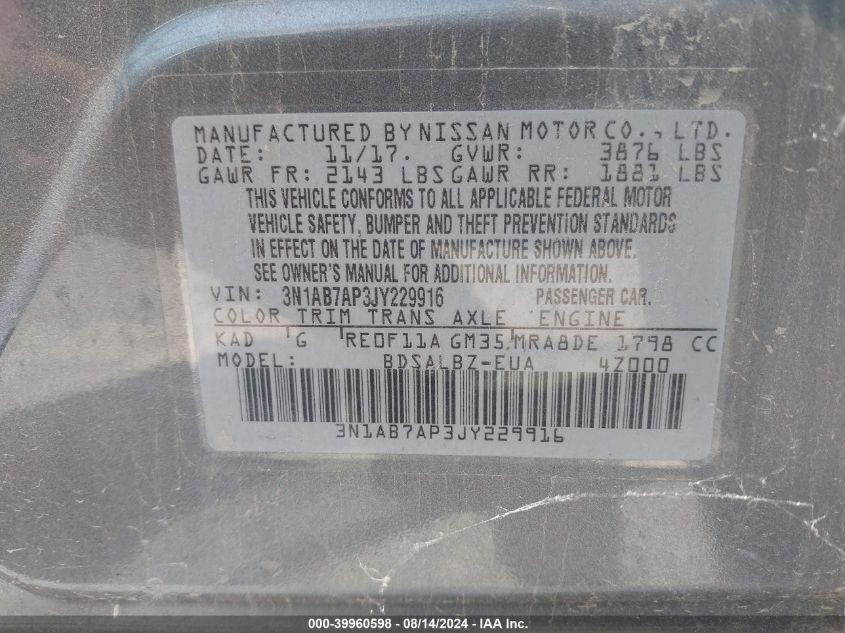 MANUFACTURED BY NISSAN MOTOR CO., LTD.
DATE: 11/17. GVWR: 3876 LBS
GAWR FR: 2143 LBS GAWR RR: 1881 LBS
THIS VEHICLE CONFORMS TO ALL APPLICABLE FEDERAL MOTOR
VEHICLE SAFETY, BUMPER AND THEFT PREVENTION STANDARDS
IN EFFECT ON THE DATE OF MANUFACTURE SHOWN ABOVE.
SEE OWNER'S MANUAL FOR ADDITIONAL INFORMATION.
VIN: 3N1AB7AP3JY229916 PASSENGER CAR.
COLOR TRIM TRANS AXLE ENGINE
KAD G RE0F11A GM35 MRA8DE 1798 CC
MODEL: BDSALBZ-EUA 4Z000
3N1AB7AP3JY229916
000-39960598 - 08/14/2024 - IAA Inc.